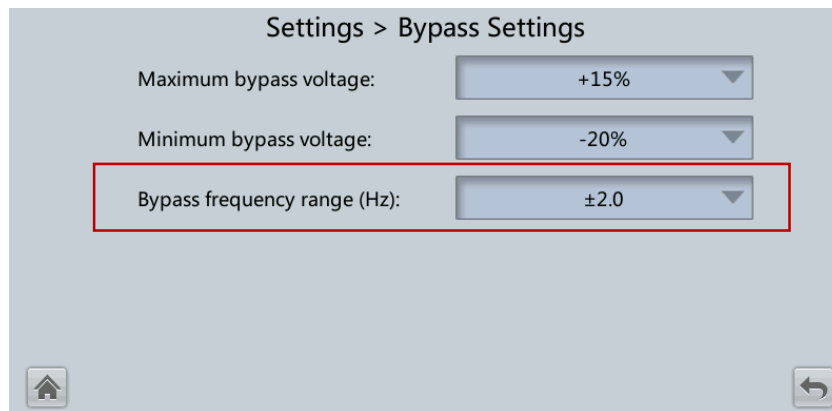 Settings > Bypass Settings
Maximum bypass voltage: +15%
Minimum bypass voltage: -20%
Bypass frequency range (Hz): ±2.0